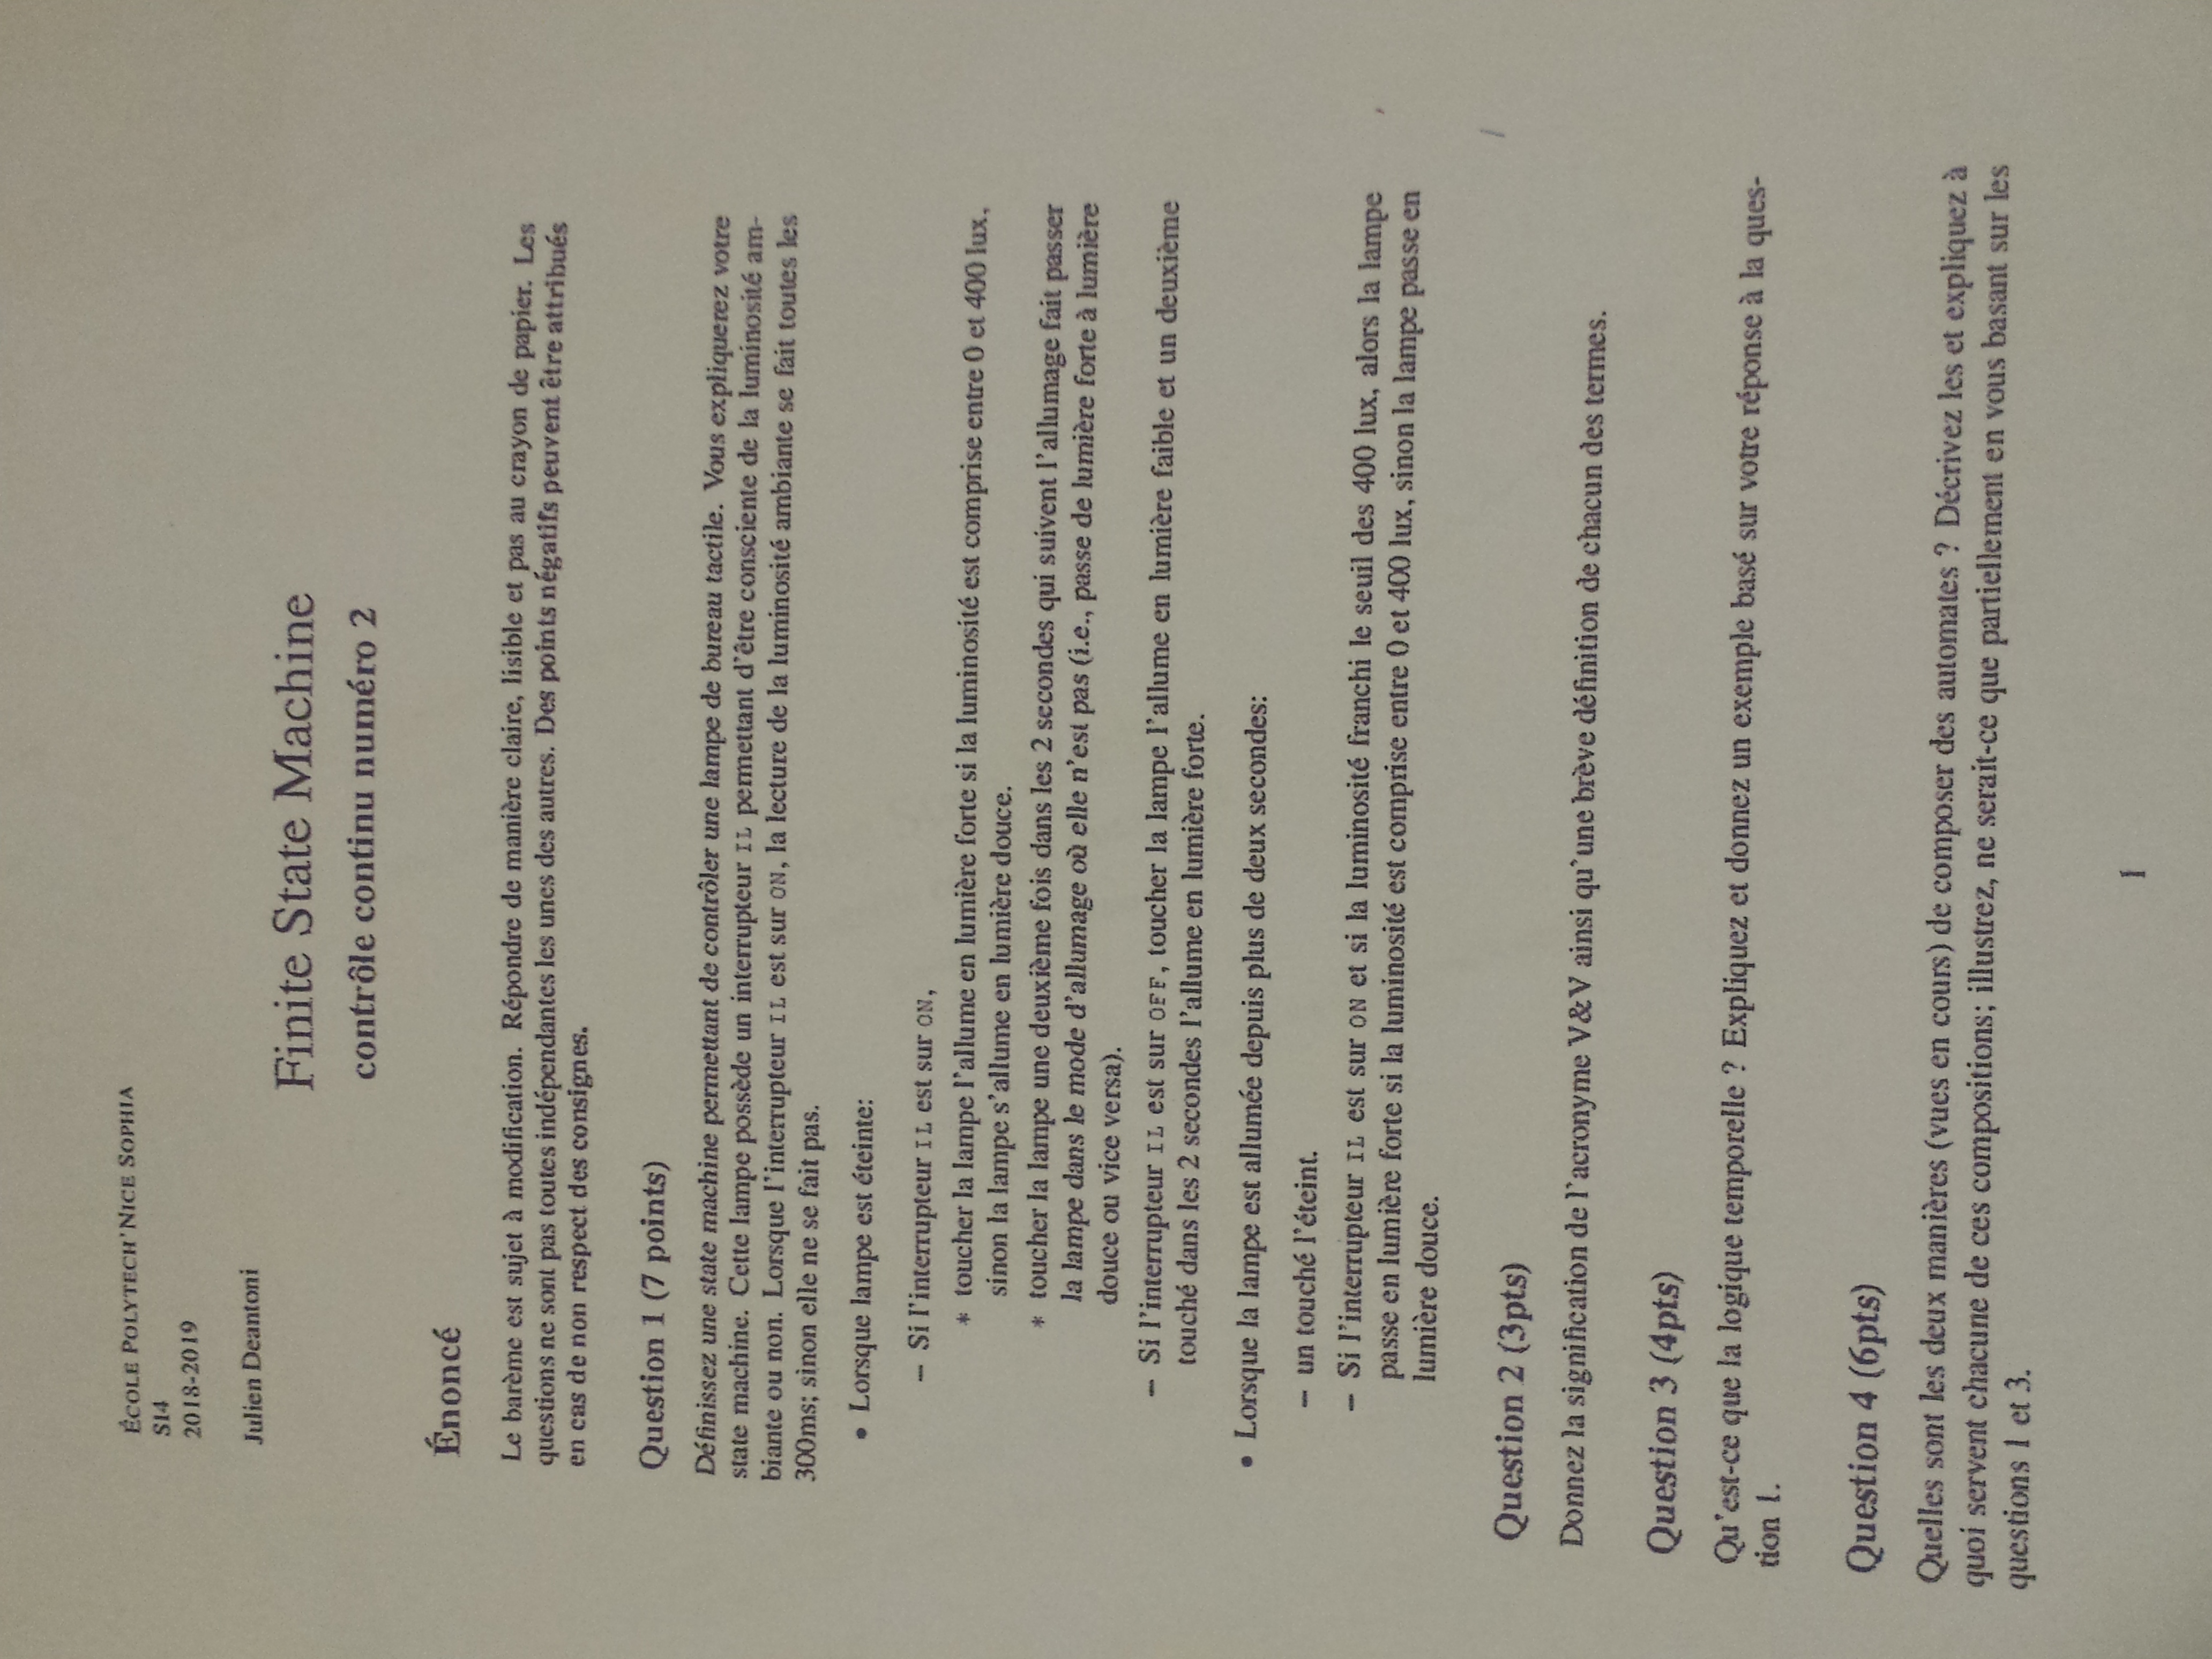 ÉCOLE POLYTECH'NICE SOPHIA
SI4
2018-2019
Julien Deantoni
Finite State Machine
contrôle continu numéro 2
Énoncé
Le barème est sujet à modification. Répondre de manière claire, lisible et pas au crayon de papier. Les
questions ne sont pas toutes indépendantes les unes des autres. Des points négatifs peuvent être attribués
en cas de non respect des consignes.
Question 1 (7 points)
Définissez une state machine permettant de contrôler une lampe de bureau tactile. Vous expliquerez votre
state machine. Cette lampe possède un interrupteur IL permettant d'être consciente de la luminosité am-
biante ou non. Lorsque l'interrupteur IL est sur ON, la lecture de la luminosité ambiante se fait toutes les
300ms; sinon elle ne se fait pas.
• Lorsque lampe est éteinte:
– Si l'interrupteur IL est sur ON,
* toucher la lampe l'allume en lumière forte si la luminosité est comprise entre 0 et 400 lux,
sinon la lampe s'allume en lumière douce.
* toucher la lampe une deuxième fois dans les 2 secondes qui suivent l'allumage fait passer
la lampe dans le mode d'allumage où elle n'est pas (i.e., passe de lumière forte à lumière
douce ou vice versa).
– Si l'interrupteur IL est sur OFF, toucher la lampe l'allume en lumière faible et un deuxième
touché dans les 2 secondes l'allume en lumière forte.
• Lorsque la lampe est allumée depuis plus de deux secondes:
– un touché l'éteint.
– Si l'interrupteur IL est sur ON et si la luminosité franchi le seuil des 400 lux, alors la lampe
passe en lumière forte si la luminosité est comprise entre 0 et 400 lux, sinon la lampe passe en
lumière douce.
Question 2 (3pts)
Donnez la signification de l'acronyme V&V ainsi qu'une brève définition de chacun des termes.
Question 3 (4pts)
Qu'est-ce que la logique temporelle ? Expliquez et donnez un exemple basé sur votre réponse à la ques-
tion 1.
Question 4 (6pts)
Quelles sont les deux manières (vues en cours) de composer des automates ? Décrivez les et expliquez à
quoi servent chacune de ces compositions; illustrez, ne serait-ce que partiellement en vous basant sur les
questions 1 et 3.
1